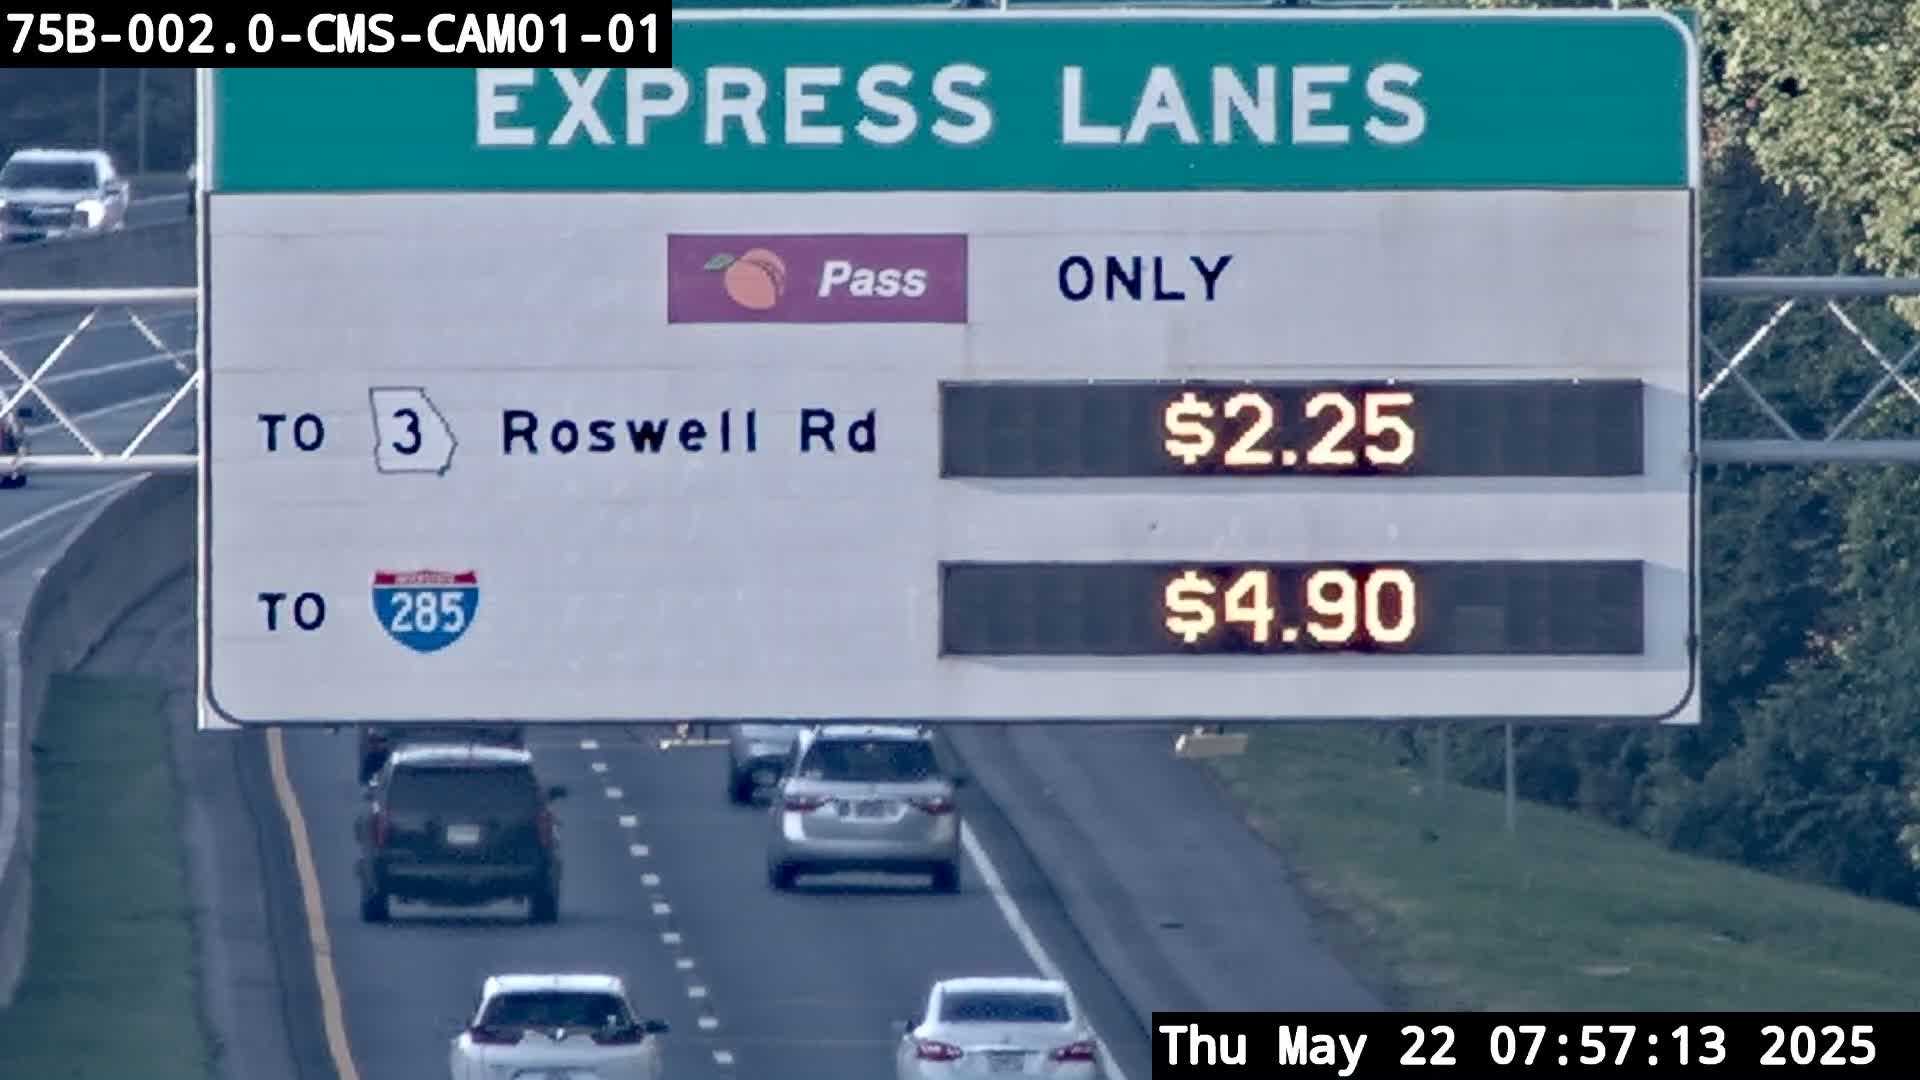 75B-002.0-CMS-CAM01-01
EXPRESS LANES
Pass ONLY
TO 3 Roswell Rd $2.25
INTERSTATE
TO 285 $4.90
Thu May 22 07:57:13 2025